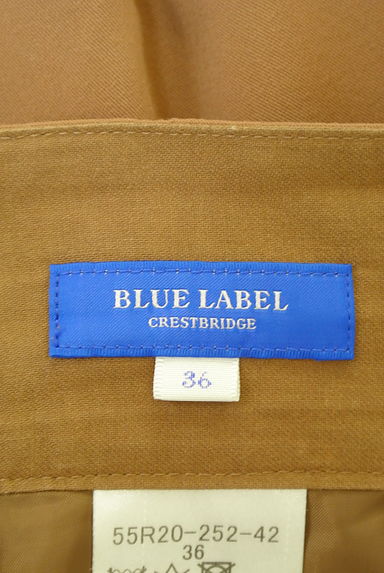 BLUE LABEL
CRESTBRIDGE
36
55R20-252-42
36